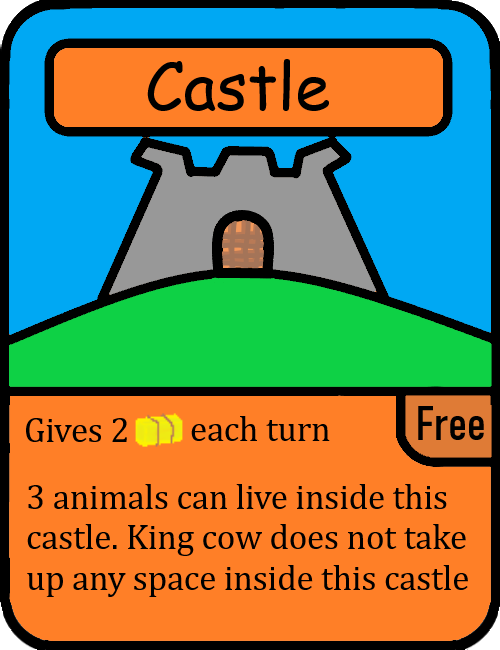 Castle
Gives 2 each turn
Free
3 animals can live inside this
castle. King cow does not take
up any space inside this castle